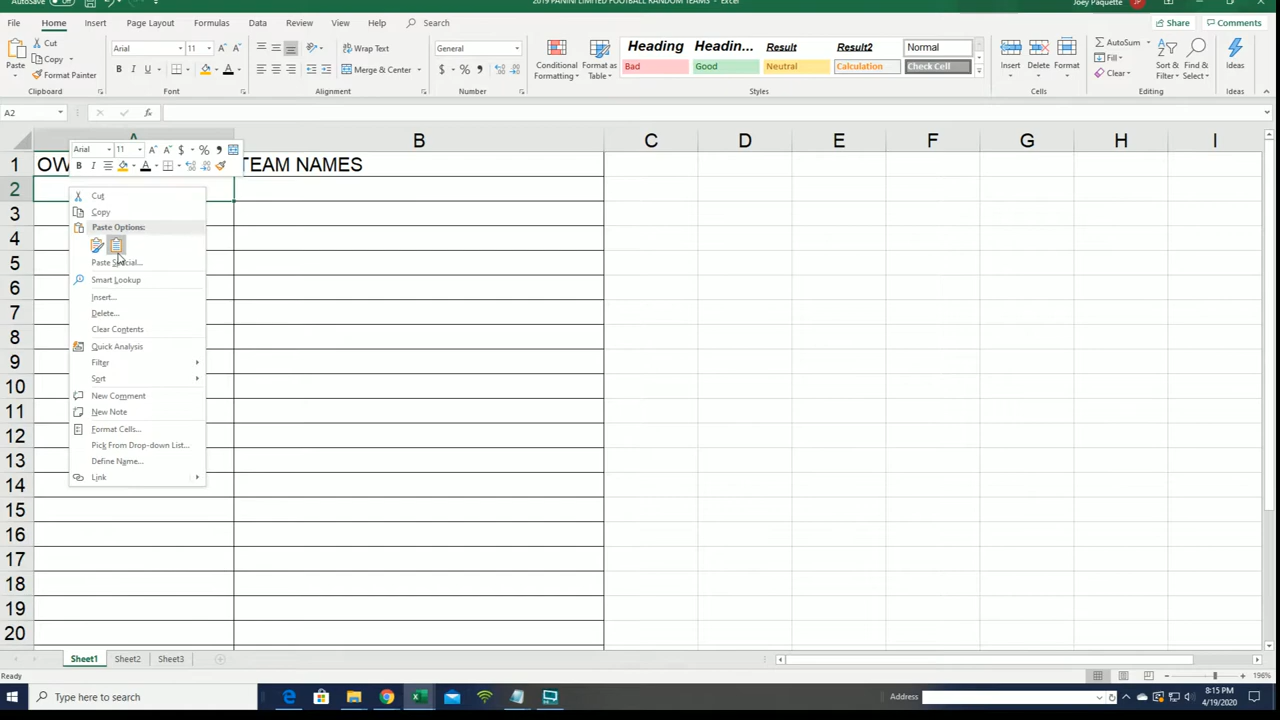 AutoSave Off 2019 PANINI LIMITED FOOTBALL RANDOM TEAMS - Excel Joey Paquette JP
File Home Insert Page Layout Formulas Data Review View Help Search Share Comments
Paste Cut Copy Format Painter
Clipboard
Arial 11
B I U
Font
Wrap Text
Merge & Center
Alignment
General
$ % ,
Number
Conditional Formatting Format as Table
Heading Headin... Result Result2 Normal
Bad Good Neutral Calculation Check Cell
Styles
Insert Delete Format
Cells
AutoSum Fill Clear Sort & Filter Find & Select
Editing
Ideas
Ideas
A2
A B C D E F G H I
Arial 11 $ % ,
B I A
1 OW TEAM NAMES
2
3
4
5
6
7
8
9
10
11
12
13
14
15
16
17
18
19
20
Cut
Copy
Paste Options:
Paste Special...
Smart Lookup
Insert...
Delete...
Clear Contents
Quick Analysis
Filter
Sort
New Comment
New Note
Format Cells...
Pick From Drop-down List...
Define Name...
Link
Sheet1 Sheet2 Sheet3
Ready 196%
Type here to search Address 8:15 PM
4/19/2020